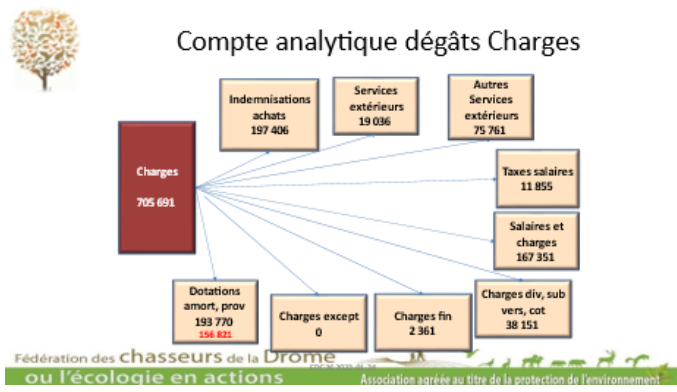 Compte analytique dégâts Charges
Indemnisations
achats
197 406
Services
extérieurs
19 036
Autres
Services
extérieurs
75 761
Charges
705 691
Taxes salaires
11 855
Salaires et
charges
167 351
Dotations
amort, prov
193 770
156 821
Charges except
0
Charges fin
2 361
Charges div, sub
vers, cot
38 151
Fédération des chasseurs de la Drôme
ou l'écologie en actions
Association agréée au titre de la protection de l'environnement